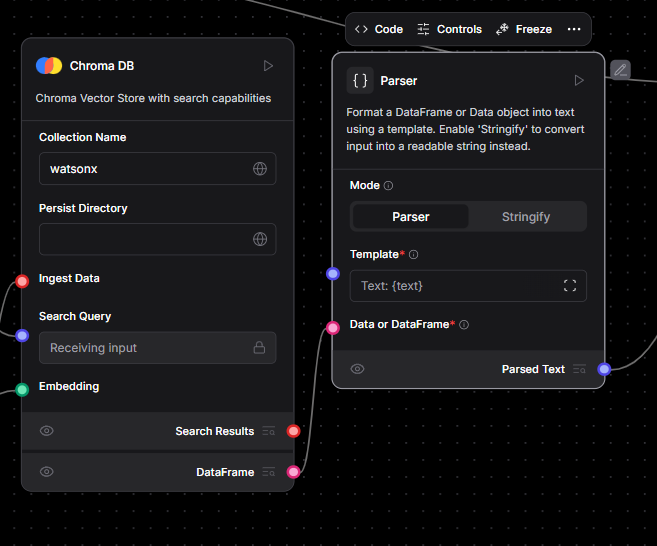 Code
Controls
Freeze
Chroma DB
Chroma Vector Store with search capabilities
Collection Name
watsonx
Persist Directory
Ingest Data
Search Query
Receiving input
Embedding
Search Results
DataFrame
{ } Parser
Format a DataFrame or Data object into text
using a template. Enable 'Stringify' to convert
input into a readable string instead.
Mode
Parser
Stringify
Template*
Text: {text}
Data or DataFrame*
Parsed Text